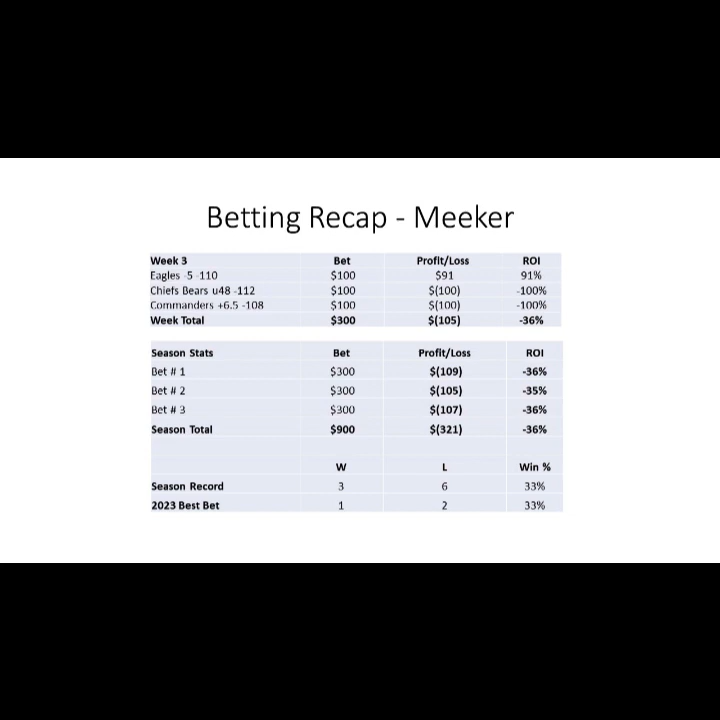 Betting Recap - Meeker
Week 3 Bet Profit/Loss ROI
Eagles -5 -110 $100 $91 91%
Chiefs Bears u48 -112 $100 $(100) -100%
Commanders +6.5 -108 $100 $(100) -100%
Week Total $300 $(105) -36%
Season Stats Bet Profit/Loss ROI
Bet # 1 $300 $(109) -36%
Bet # 2 $300 $(105) -35%
Bet # 3 $300 $(107) -36%
Season Total $900 $(321) -36%
W L Win %
Season Record 3 6 33%
2023 Best Bet 1 2 33%